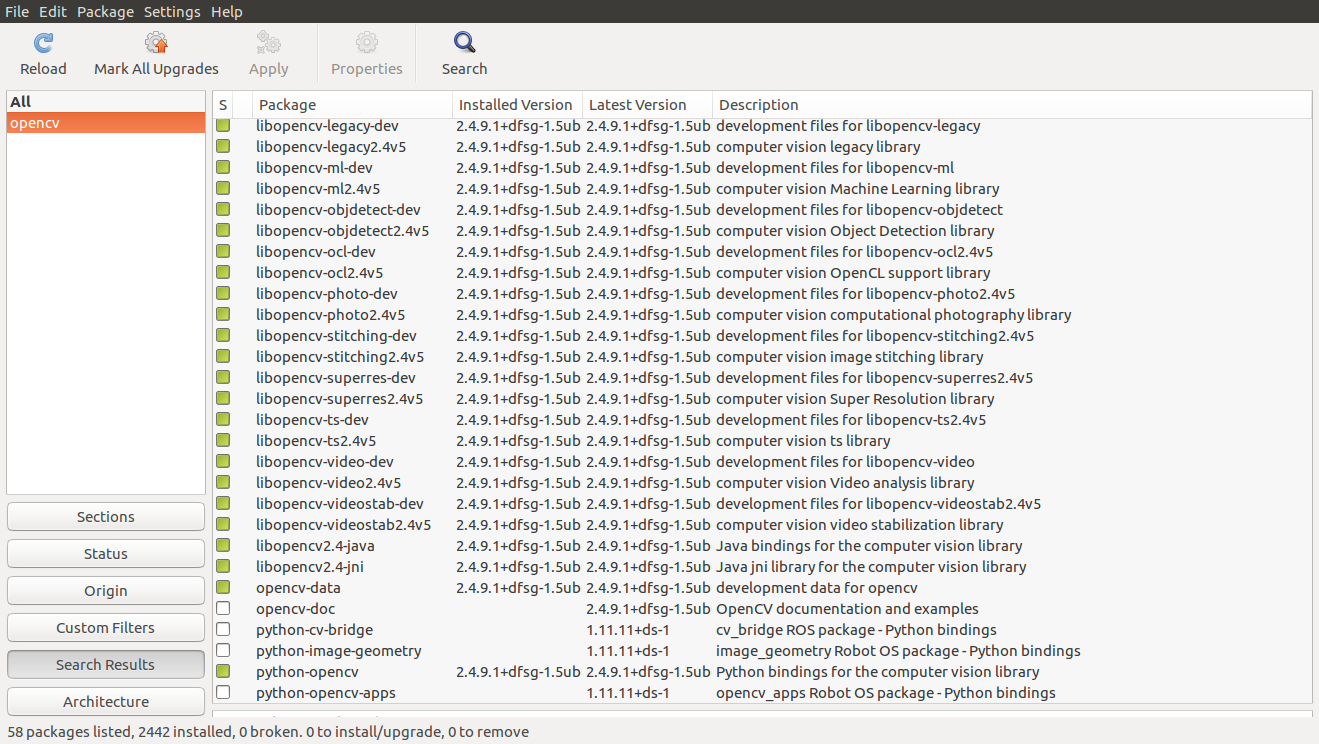 File Edit Package Settings Help
Reload Mark All Upgrades Apply Properties Search
All
opencv
S Package Installed Version Latest Version Description
libopencv-legacy-dev 2.4.9.1+dfsg-1.5ub 2.4.9.1+dfsg-1.5ub development files for libopencv-legacy
libopencv-legacy2.4v5 2.4.9.1+dfsg-1.5ub 2.4.9.1+dfsg-1.5ub computer vision legacy library
libopencv-ml-dev 2.4.9.1+dfsg-1.5ub 2.4.9.1+dfsg-1.5ub development files for libopencv-ml
libopencv-ml2.4v5 2.4.9.1+dfsg-1.5ub 2.4.9.1+dfsg-1.5ub computer vision Machine Learning library
libopencv-objdetect-dev 2.4.9.1+dfsg-1.5ub 2.4.9.1+dfsg-1.5ub development files for libopencv-objdetect
libopencv-objdetect2.4v5 2.4.9.1+dfsg-1.5ub 2.4.9.1+dfsg-1.5ub computer vision Object Detection library
libopencv-ocl-dev 2.4.9.1+dfsg-1.5ub 2.4.9.1+dfsg-1.5ub development files for libopencv-ocl2.4v5
libopencv-ocl2.4v5 2.4.9.1+dfsg-1.5ub 2.4.9.1+dfsg-1.5ub computer vision OpenCL support library
libopencv-photo-dev 2.4.9.1+dfsg-1.5ub 2.4.9.1+dfsg-1.5ub development files for libopencv-photo2.4v5
libopencv-photo2.4v5 2.4.9.1+dfsg-1.5ub 2.4.9.1+dfsg-1.5ub computer vision computational photography library
libopencv-stitching-dev 2.4.9.1+dfsg-1.5ub 2.4.9.1+dfsg-1.5ub development files for libopencv-stitching2.4v5
libopencv-stitching2.4v5 2.4.9.1+dfsg-1.5ub 2.4.9.1+dfsg-1.5ub computer vision image stitching library
libopencv-superres-dev 2.4.9.1+dfsg-1.5ub 2.4.9.1+dfsg-1.5ub development files for libopencv-superres2.4v5
libopencv-superres2.4v5 2.4.9.1+dfsg-1.5ub 2.4.9.1+dfsg-1.5ub computer vision Super Resolution library
libopencv-ts-dev 2.4.9.1+dfsg-1.5ub 2.4.9.1+dfsg-1.5ub development files for libopencv-ts2.4v5
libopencv-ts2.4v5 2.4.9.1+dfsg-1.5ub 2.4.9.1+dfsg-1.5ub computer vision ts library
libopencv-video-dev 2.4.9.1+dfsg-1.5ub 2.4.9.1+dfsg-1.5ub development files for libopencv-video
libopencv-video2.4v5 2.4.9.1+dfsg-1.5ub 2.4.9.1+dfsg-1.5ub computer vision Video analysis library
libopencv-videostab-dev 2.4.9.1+dfsg-1.5ub 2.4.9.1+dfsg-1.5ub development files for libopencv-videostab2.4v5
libopencv-videostab2.4v5 2.4.9.1+dfsg-1.5ub 2.4.9.1+dfsg-1.5ub computer vision video stabilization library
libopencv2.4-java 2.4.9.1+dfsg-1.5ub 2.4.9.1+dfsg-1.5ub Java bindings for the computer vision library
libopencv2.4-jni 2.4.9.1+dfsg-1.5ub 2.4.9.1+dfsg-1.5ub Java jni library for the computer vision library
opencv-data 2.4.9.1+dfsg-1.5ub 2.4.9.1+dfsg-1.5ub development data for opencv
opencv-doc 2.4.9.1+dfsg-1.5ub OpenCV documentation and examples
python-cv-bridge 1.11.11+ds-1 cv_bridge ROS package - Python bindings
python-image-geometry 1.11.11+ds-1 image_geometry Robot OS package - Python bindings
python-opencv 2.4.9.1+dfsg-1.5ub 2.4.9.1+dfsg-1.5ub Python bindings for the computer vision library
python-opencv-apps 1.11.11+ds-1 opencv_apps Robot OS package - Python bindings
Sections
Status
Origin
Custom Filters
Search Results
Architecture
58 packages listed, 2442 installed, 0 broken. 0 to install/upgrade, 0 to remove